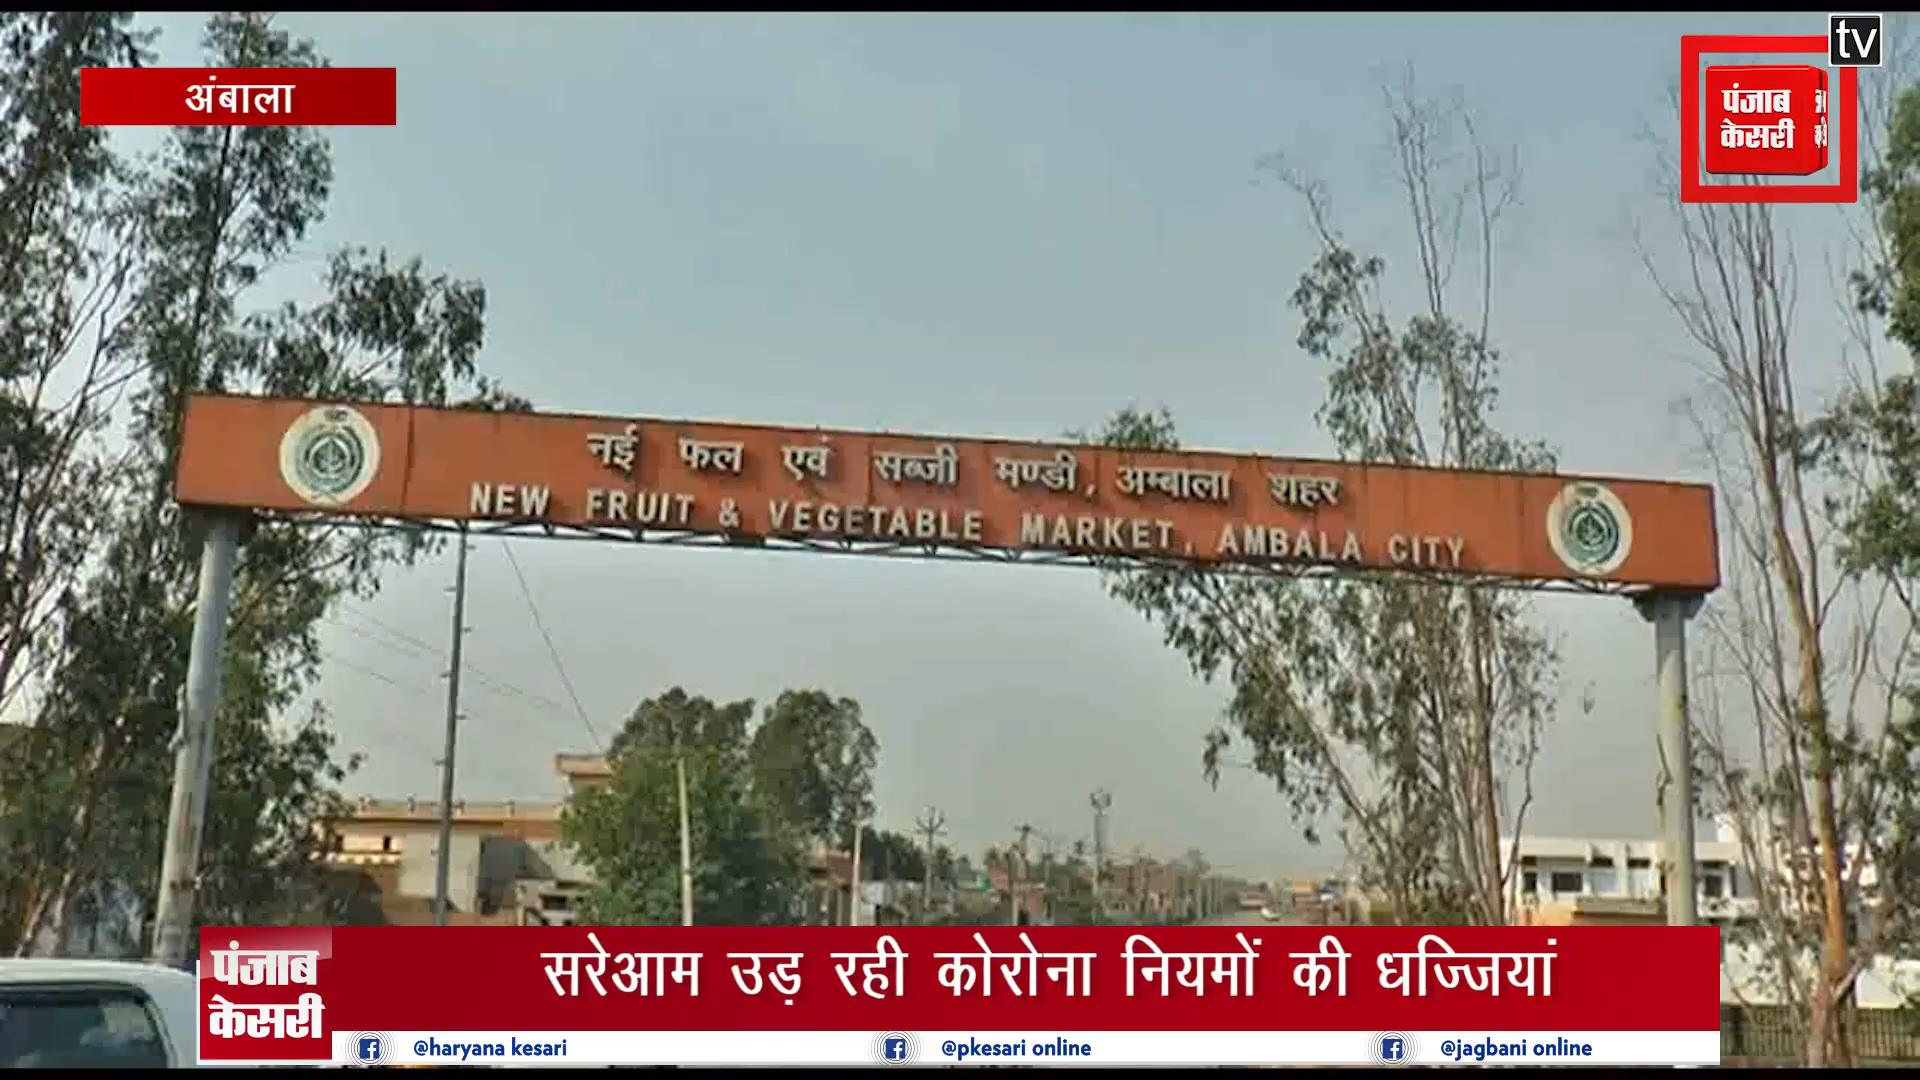 tv
अंबाला
पंजाब
केसरी
नई फल एवं सब्जी मण्डी, अम्बाला शहर
NEW FRUIT & VEGETABLE MARKET, AMBALA CITY
पंजाब
केसरी
सरेआम उड़ रही कोरोना नियमों की धज्जियां
@haryana kesari
@pkesari online
@jagbani online